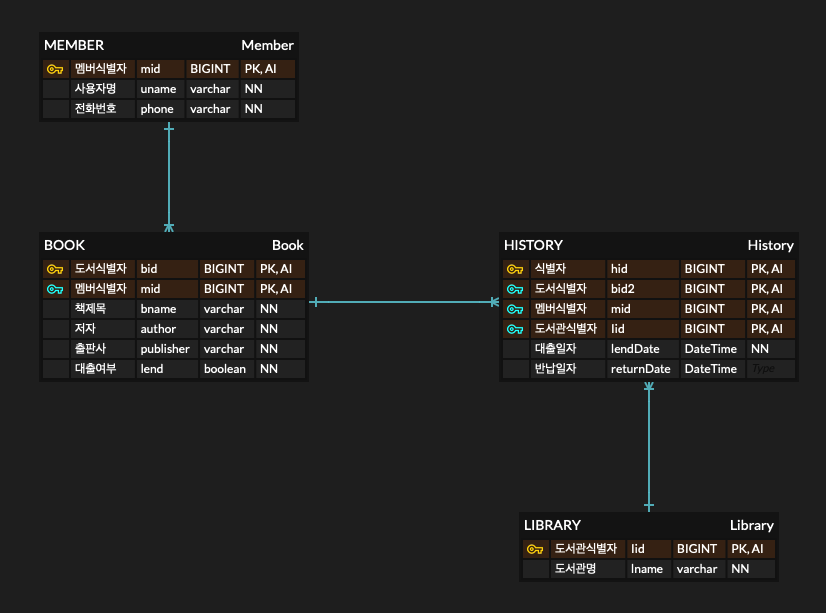 MEMBER Member
멤버식별자 mid BIGINT PK, AI
사용자명 uname varchar NN
전화번호 phone varchar NN
BOOK Book
도서식별자 bid BIGINT PK, AI
멤버식별자 mid BIGINT PK, AI
책제목 bname varchar NN
저자 author varchar NN
출판사 publisher varchar NN
대출여부 lend boolean NN
HISTORY History
식별자 hid BIGINT PK, AI
도서식별자 bid2 BIGINT PK, AI
멤버식별자 mid BIGINT PK, AI
도서관식별자 lid BIGINT PK, AI
대출일자 lendDate DateTime NN
반납일자 returnDate DateTime Type
LIBRARY Library
도서관식별자 lid BIGINT PK, AI
도서관명 lname varchar NN